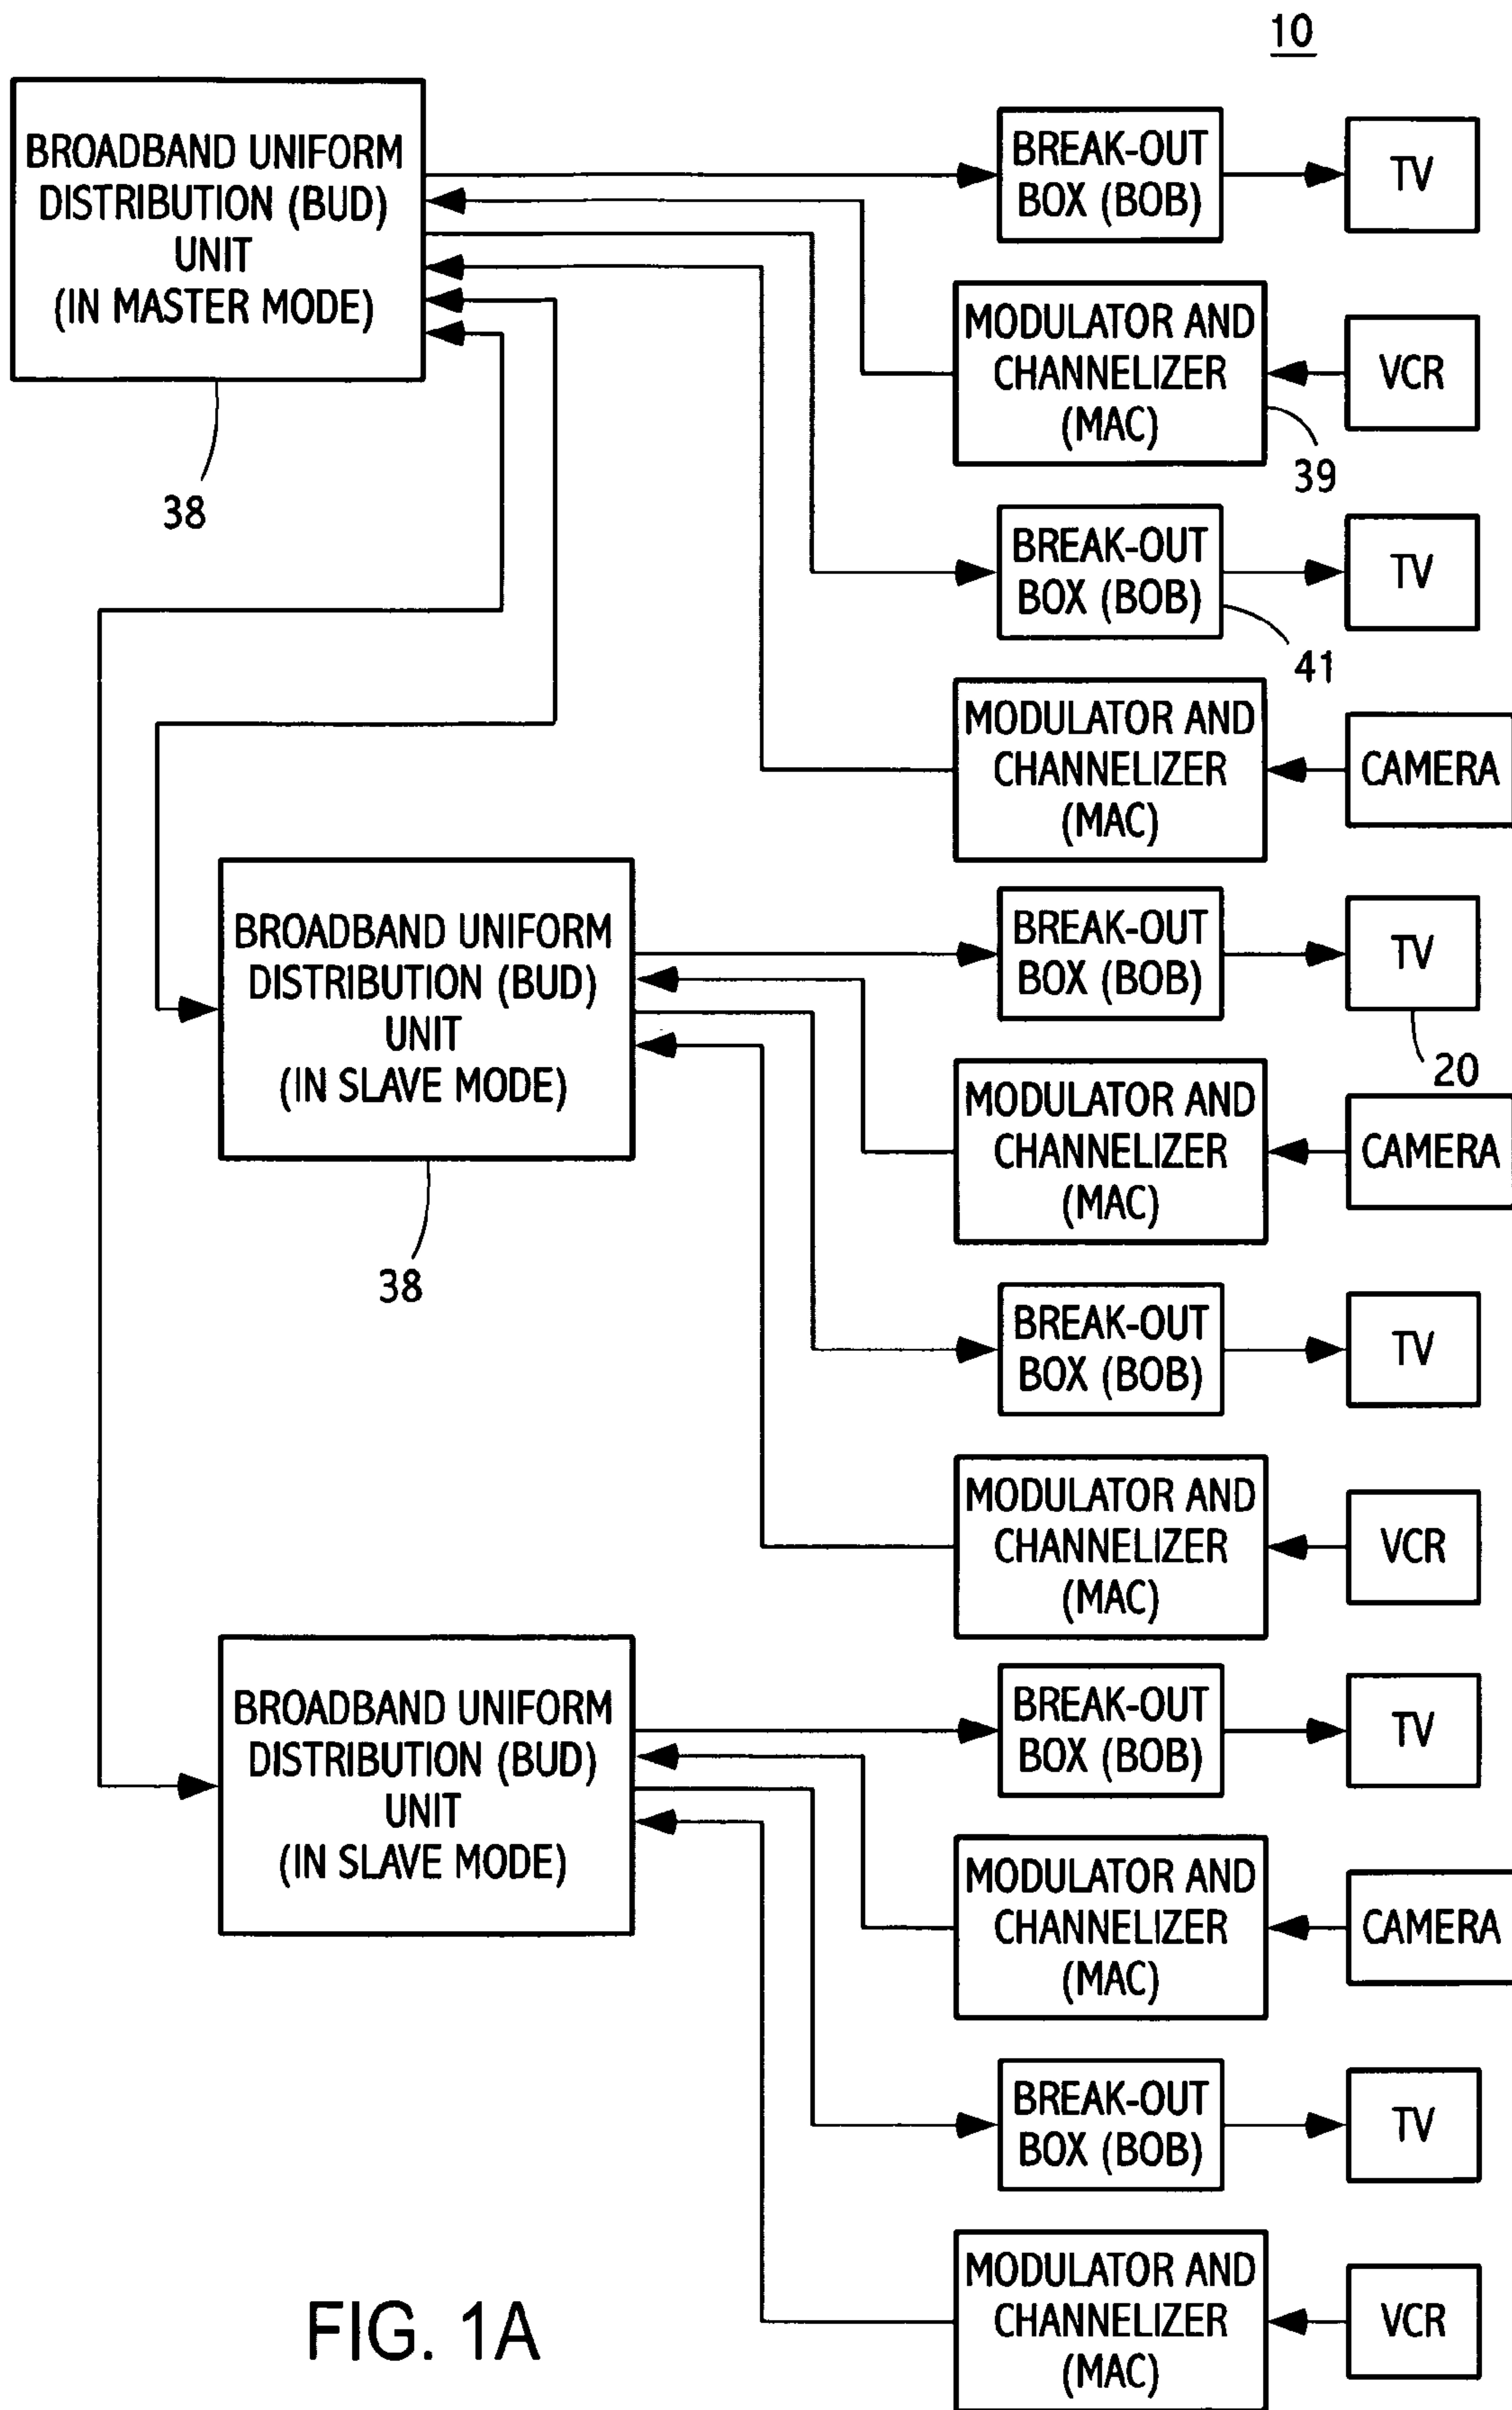 10
BROADBAND UNIFORM
DISTRIBUTION (BUD)
UNIT
(IN MASTER MODE)
38
BREAK-OUT
BOX (BOB)
TV
MODULATOR AND
CHANNELIZER
(MAC)
39
VCR
BREAK-OUT
BOX (BOB)
41
TV
MODULATOR AND
CHANNELIZER
(MAC)
CAMERA
BROADBAND UNIFORM
DISTRIBUTION (BUD)
UNIT
(IN SLAVE MODE)
38
BREAK-OUT
BOX (BOB)
TV
20
MODULATOR AND
CHANNELIZER
(MAC)
CAMERA
BREAK-OUT
BOX (BOB)
TV
MODULATOR AND
CHANNELIZER
(MAC)
VCR
BROADBAND UNIFORM
DISTRIBUTION (BUD)
UNIT
(IN SLAVE MODE)
BREAK-OUT
BOX (BOB)
TV
MODULATOR AND
CHANNELIZER
(MAC)
CAMERA
BREAK-OUT
BOX (BOB)
TV
MODULATOR AND
CHANNELIZER
(MAC)
VCR
FIG. 1A